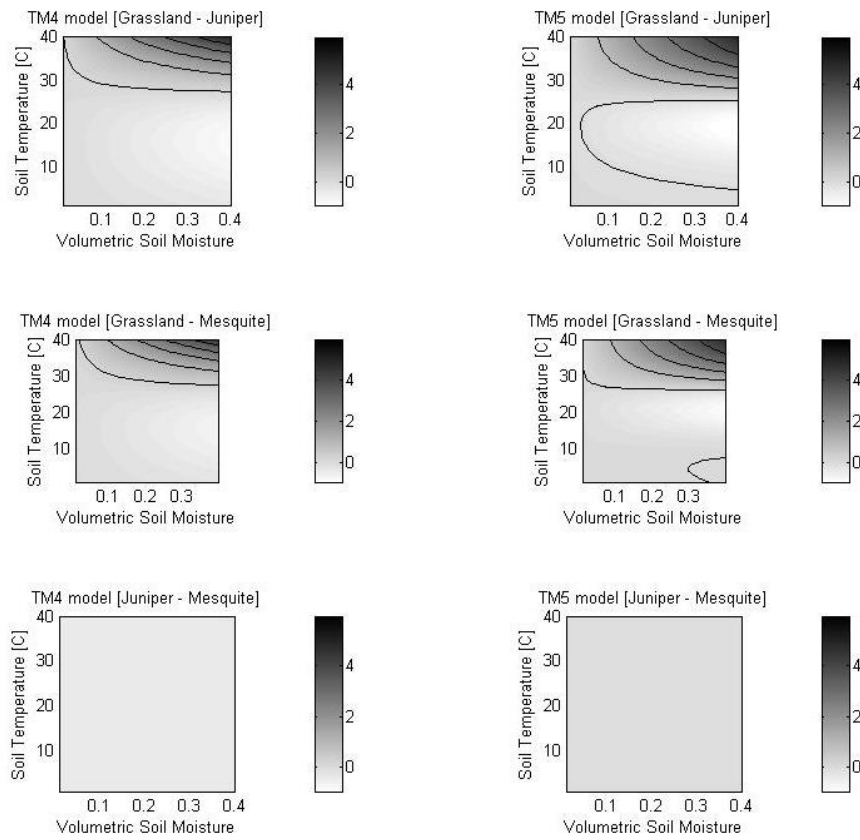 TM4 model [Grassland - Juniper]
Soil Temperature [C]
40
30
20
10
0.1 0.2 0.3 0.4
Volumetric Soil Moisture
4
2
0
TM5 model [Grassland - Juniper]
Soil Temperature [C]
40
30
20
10
0.1 0.2 0.3 0.4
Volumetric Soil Moisture
4
2
0
TM4 model [Grassland - Mesquite]
Soil Temperature [C]
40
30
20
10
0.1 0.2 0.3
Volumetric Soil Moisture
4
2
0
TM5 model [Grassland - Mesquite]
Soil Temperature [C]
40
30
20
10
0.1 0.2 0.3
Volumetric Soil Moisture
4
2
0
TM4 model [Juniper - Mesquite]
Soil Temperature [C]
40
30
20
10
0.1 0.2 0.3 0.4
Volumetric Soil Moisture
4
2
0
TM5 model [Juniper - Mesquite]
Soil Temperature [C]
40
30
20
10
0.1 0.2 0.3 0.4
Volumetric Soil Moisture
4
2
0